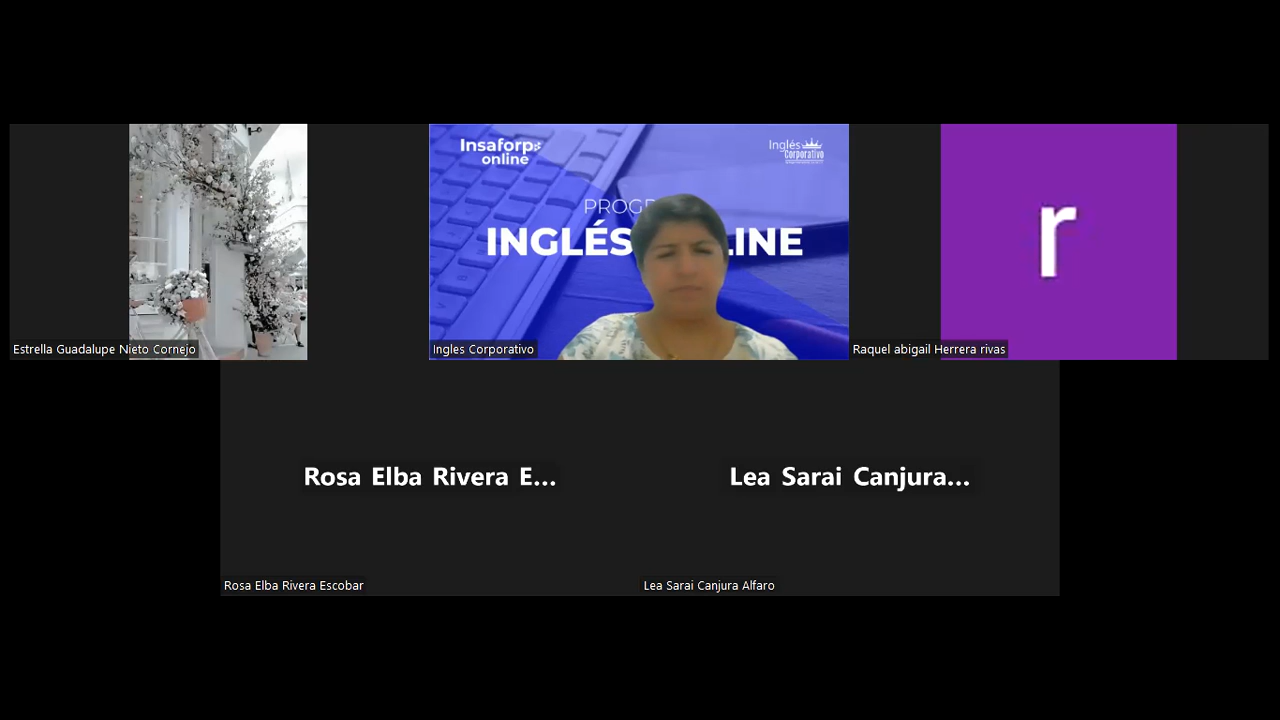 Insaforp
online
Inglés
Corporativo
PROGR
INGLÉS LINE
r
Estrella Guadalupe Nieto Cornejo
Ingles Corporativo
Raquel abigail Herrera rivas
Rosa Elba Rivera E...
Lea Sarai Canjura...
Rosa Elba Rivera Escobar
Lea Sarai Canjura Alfaro